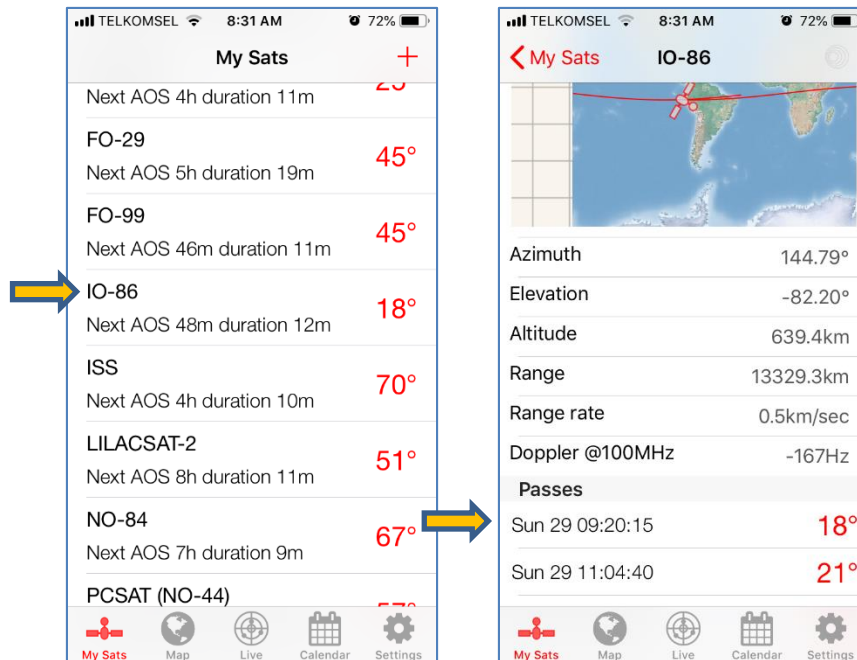 TELKOMSEL 8:31 AM 72%
My Sats +
Next AOS 4h duration 11m
FO-29
Next AOS 5h duration 19m
45°
FO-99
Next AOS 46m duration 11m
45°
IO-86
Next AOS 48m duration 12m
18°
ISS
Next AOS 4h duration 10m
70°
LILACSAT-2
Next AOS 8h duration 11m
51°
NO-84
Next AOS 7h duration 9m
67°
PCSAT (NO-44)
My Sats Map Live Calendar Settings
TELKOMSEL 8:31 AM 72%
My Sats IO-86
Azimuth 144.79°
Elevation -82.20°
Altitude 639.4km
Range 13329.3km
Range rate 0.5km/sec
Doppler @100MHz -167Hz
Passes
Sun 29 09:20:15 18°
Sun 29 11:04:40 21°
My Sats Map Live Calendar Settings